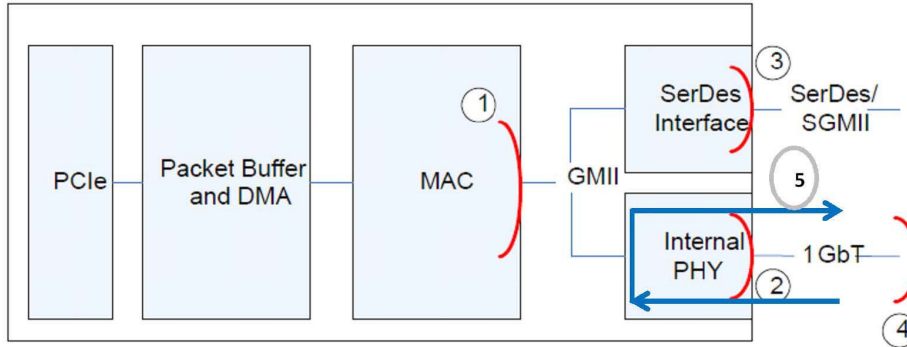 PCIe
Packet Buffer
and DMA
1
MAC
GMII
SerDes
Interface
3
SerDes/
SGMII
5
Internal
PHY
1GbT
2
4